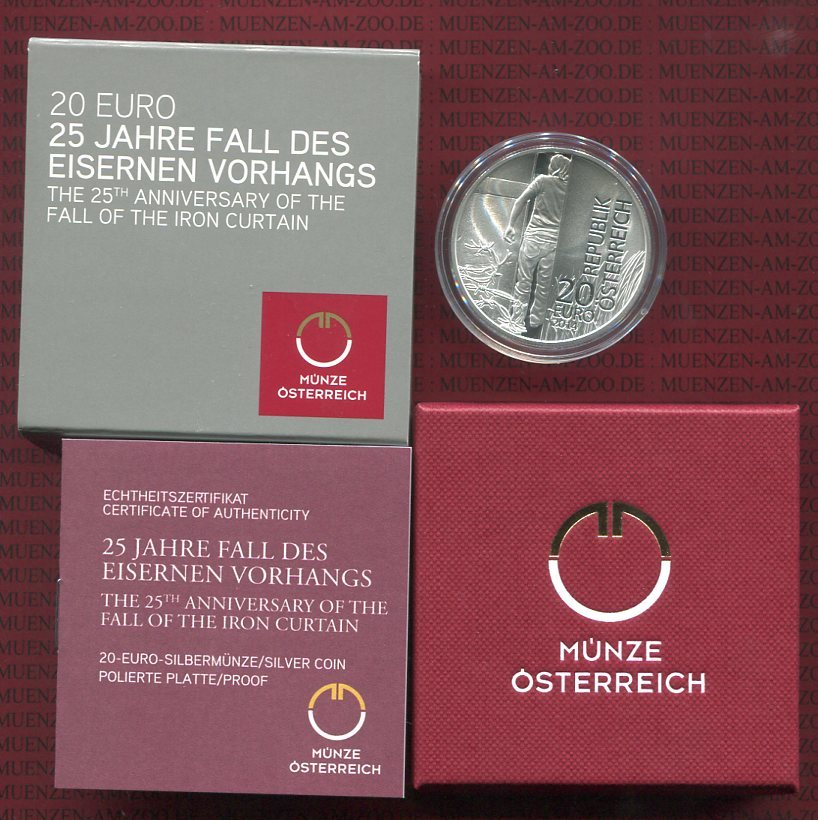 MUENZEN-AM-ZOO.DE : MUENZEN-AM-ZOO.DE
20 EURO
25 JAHRE FALL DES
EISERNEN VORHANGS
THE 25TH ANNIVERSARY OF THE
FALL OF THE IRON CURTAIN
MÜNZE
ÖSTERREICH
REPUBLIK
ÖSTERREICH
20
EURO
2014
ECHTHEITSZERTIFIKAT
CERTIFICATE OF AUTHENTICITY
25 JAHRE FALL DES
EISERNEN VORHANGS
THE 25TH ANNIVERSARY OF THE
FALL OF THE IRON CURTAIN
20-EURO-SILBERMÜNZE/SILVER COIN
POLIERTE PLATTE/PROOF
MÜNZE
ÖSTERREICH
MÜNZE
ÖSTERREICH